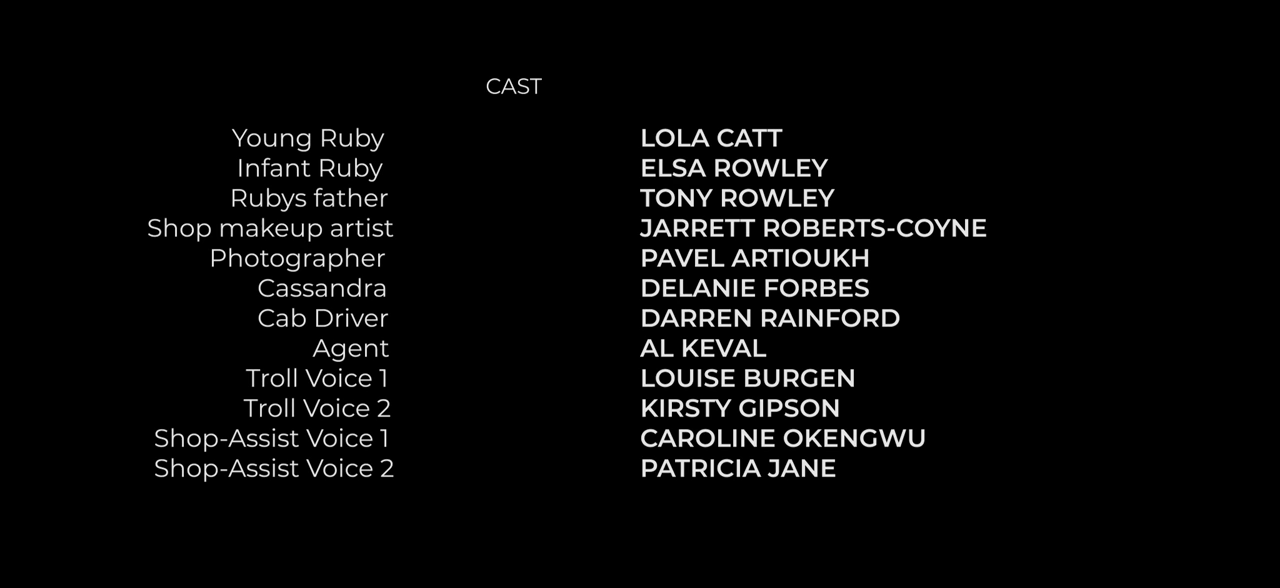 CAST
Young Ruby LOLA CATT
Infant Ruby ELSA ROWLEY
Rubys father TONY ROWLEY
Shop makeup artist JARRETT ROBERTS-COYNE
Photographer PAVEL ARTIOUKH
Cassandra DELANIE FORBES
Cab Driver DARREN RAINFORD
Agent AL KEVAL
Troll Voice 1 LOUISE BURGEN
Troll Voice 2 KIRSTY GIPSON
Shop-Assist Voice 1 CAROLINE OKENGWU
Shop-Assist Voice 2 PATRICIA JANE